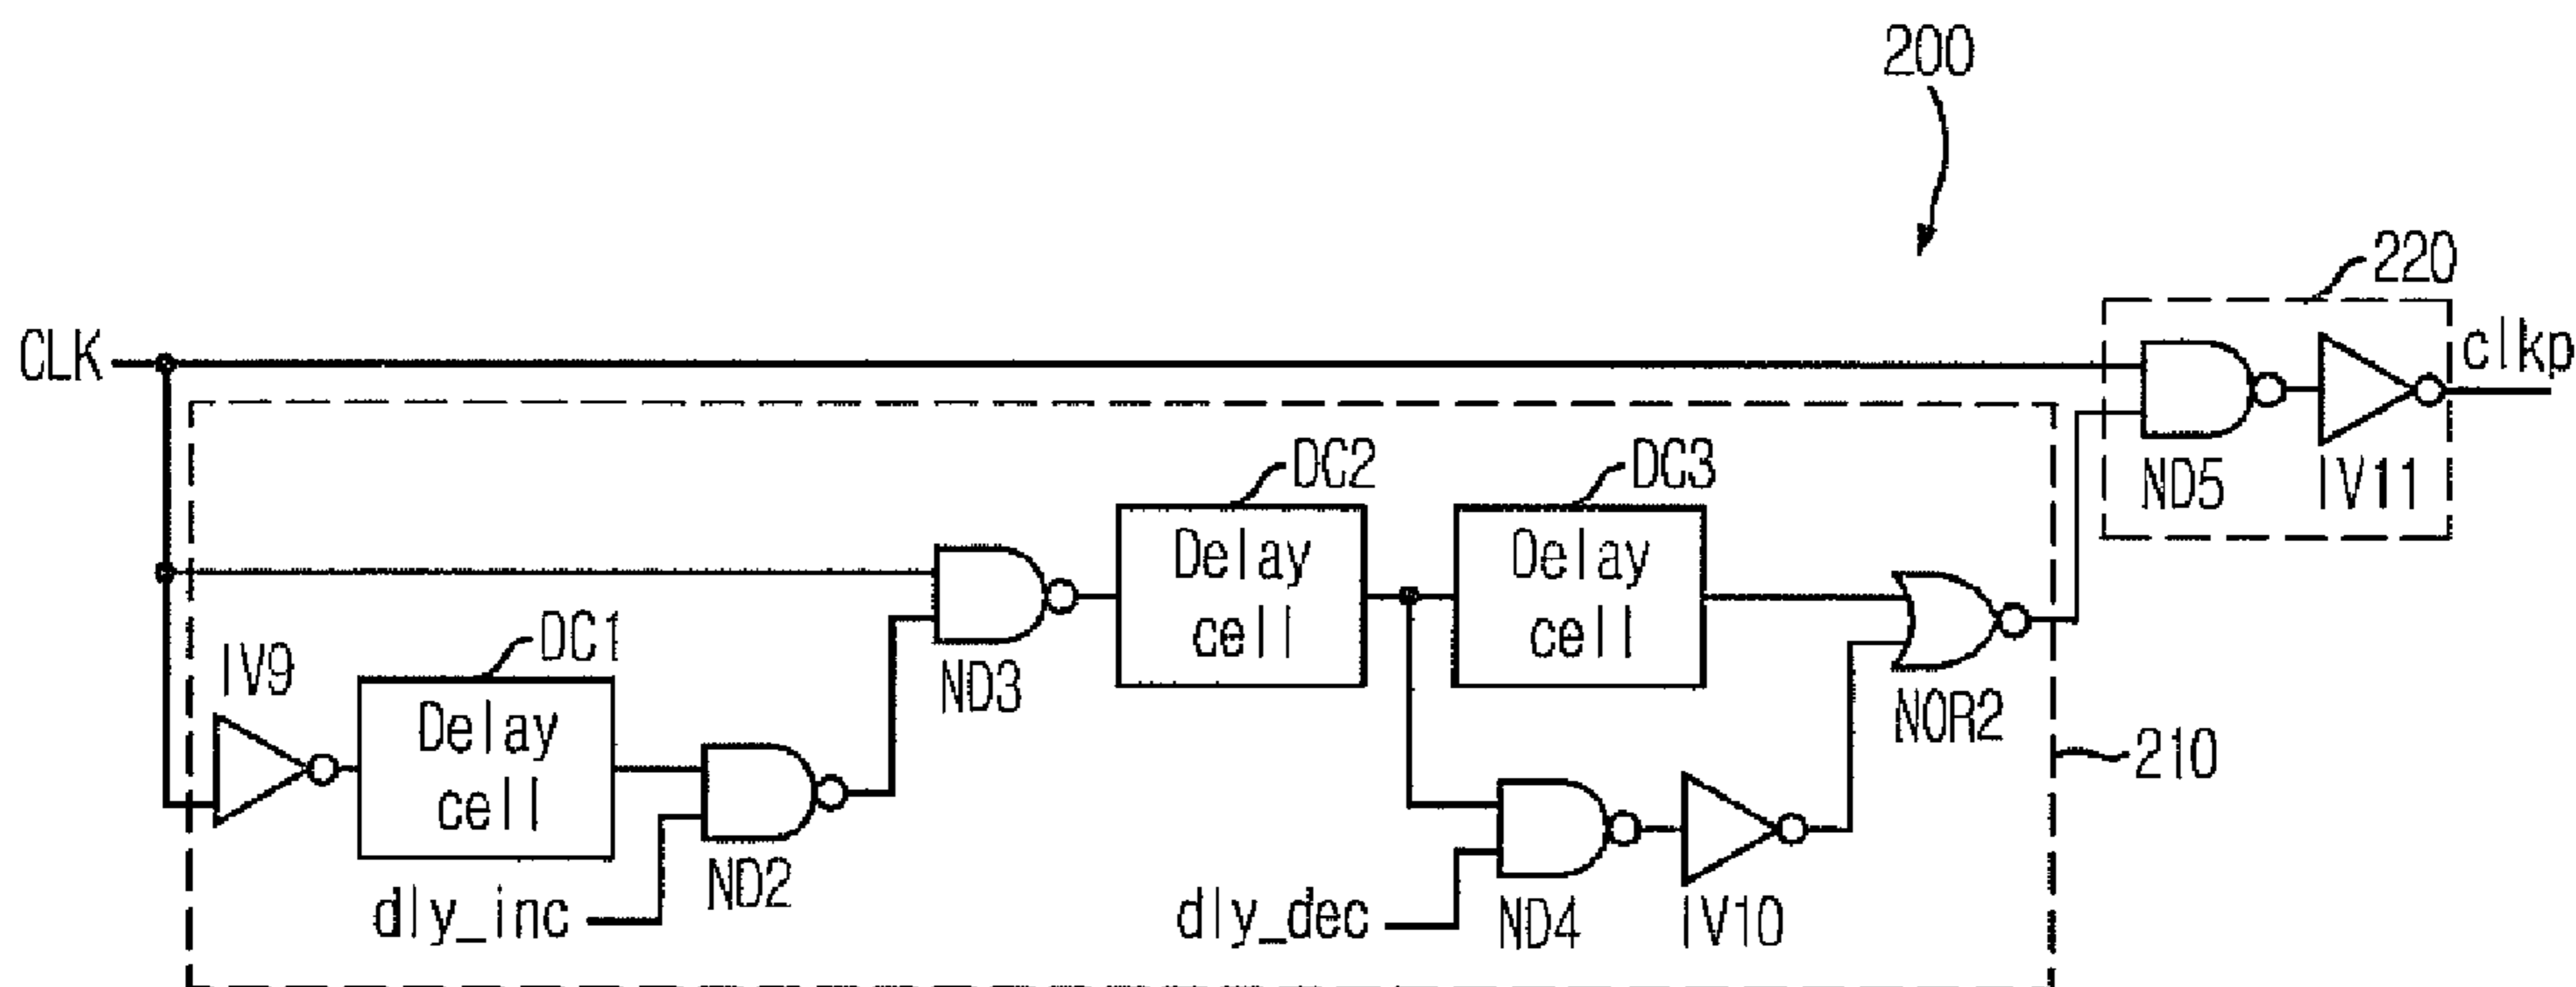 200
220
CLK
clkp
DC2
DC3
ND5
IV11
Delay
cell
Delay
cell
DC1
IV9
ND3
Delay
cell
NOR2
210
ND2
dly_inc
dly_dec
ND4
IV10